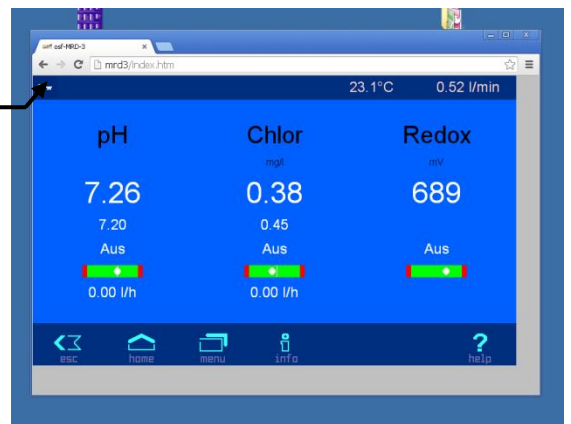 osf-MRD-3
mrd3/Index.htm
23.1°C 0.52 l/min
pH Chlor Redox
mg/l mV
7.26 0.38 689
7.20 0.45
Aus Aus Aus
0.00 l/h 0.00 l/h
esc home menu info help